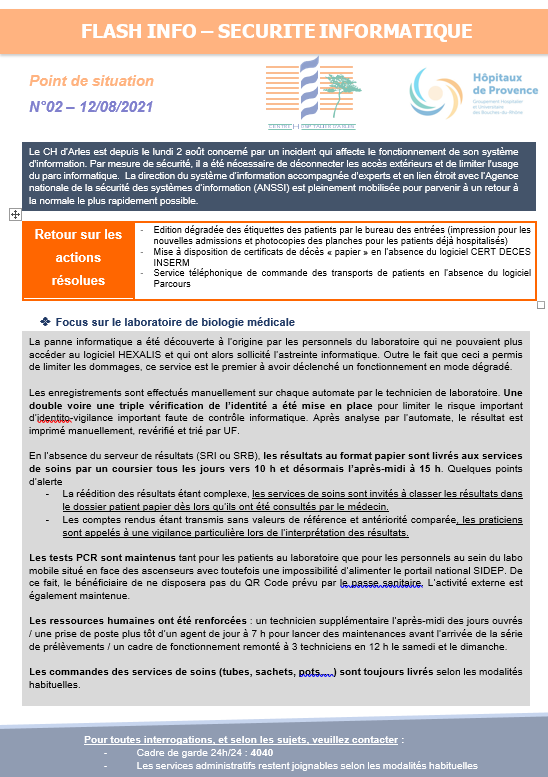 FLASH INFO – SECURITE INFORMATIQUE
Point de situation
N°02 – 12/08/2021
CENTRE HOSPITALIER D'ARLES
Hôpitaux
de Provence
Groupement Hospitalier
et Universitaire
des Bouches-du-Rhône
Le CH d'Arles est depuis le lundi 2 août concerné par un incident qui affecte le fonctionnement de son système
d'information. Par mesure de sécurité, il a été nécessaire de déconnecter les accès extérieurs et de limiter l'usage
du parc informatique. La direction du système d'information accompagnée d'experts et en lien étroit avec l'Agence
nationale de la sécurité des systèmes d'information (ANSSI) est pleinement mobilisée pour parvenir à un retour à
la normale le plus rapidement possible.
Retour sur les
actions
résolues
- Edition dégradée des étiquettes des patients par le bureau des entrées (impression pour les
nouvelles admissions et photocopies des planches pour les patients déjà hospitalisés)
- Mise à disposition de certificats de décès « papier » en l'absence du logiciel CERT DECES
INSERM
- Service téléphonique de commande des transports de patients en l'absence du logiciel
Parcours
❖ Focus sur le laboratoire de biologie médicale
La panne informatique a été découverte à l'origine par les personnels du laboratoire qui ne pouvaient plus
accéder au logiciel HEXALIS et qui ont alors sollicité l'astreinte informatique. Outre le fait que ceci a permis
de limiter les dommages, ce service est le premier à avoir déclenché un fonctionnement en mode dégradé.
Les enregistrements sont effectués manuellement sur chaque automate par le technicien de laboratoire. Une
double voire une triple vérification de l'identité a été mise en place pour limiter le risque important
d'identito-vigilance important faute de contrôle informatique. Après analyse par l'automate, le résultat est
imprimé manuellement, revérifié et trié par UF.
En l'absence du serveur de résultats (SRI ou SRB), les résultats au format papier sont livrés aux services
de soins par un coursier tous les jours vers 10 h et désormais l'après-midi à 15 h. Quelques points
d'alerte
- La réédition des résultats étant complexe, les services de soins sont invités à classer les résultats dans
le dossier patient papier dès lors qu'ils ont été consultés par le médecin.
- Les comptes rendus étant transmis sans valeurs de référence et antériorité comparée, les praticiens
sont appelés à une vigilance particulière lors de l'interprétation des résultats.
Les tests PCR sont maintenus tant pour les patients au laboratoire que pour les personnels au sein du labo
mobile situé en face des ascenseurs avec toutefois une impossibilité d'alimenter le portail national SIDEP. De
ce fait, le bénéficiaire de ne disposera pas du QR Code prévu par le passe sanitaire. L'activité externe est
également maintenue.
Les ressources humaines ont été renforcées : un technicien supplémentaire l'après-midi des jours ouvrés
/ une prise de poste plus tôt d'un agent de jour à 7 h pour lancer des maintenances avant l'arrivée de la série
de prélèvements / un cadre de fonctionnement remonté à 3 techniciens en 12 h le samedi et le dimanche.
Les commandes des services de soins (tubes, sachets, pots....) sont toujours livrés selon les modalités
habituelles.
Pour toutes interrogations, et selon les sujets, veuillez contacter :
- Cadre de garde 24h/24 : 4040
- Les services administratifs restent joignables selon les modalités habituelles